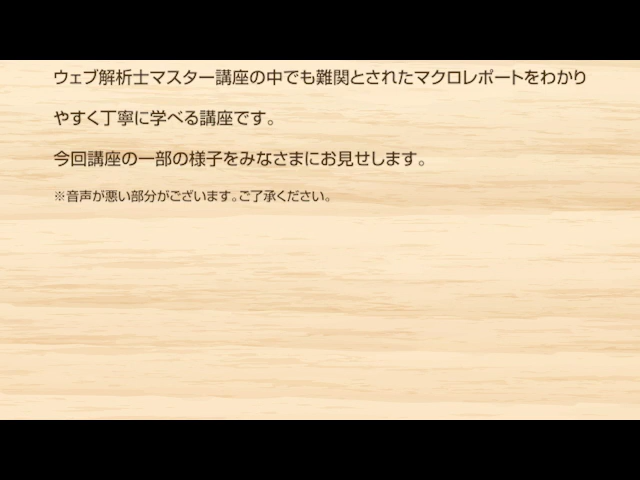 ウェブ解析士マスター講座の中でも難関とされたマクロレポートをわかり
やすく丁寧に学べる講座です。
今回講座の一部の様子をみなさまにお見せします。
※音声が悪い部分がございます。ご了承ください。